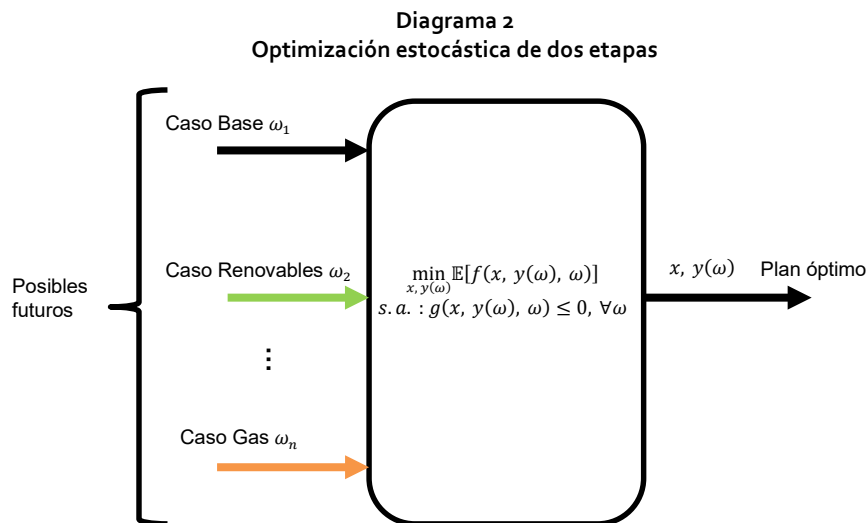 Diagrama 2
Optimización estocástica de dos etapas
Caso Base ω₁
Caso Renovables ω₂
Posibles
futuros
⋮
Caso Gas ωₙ
min 𝔼[f(x, y(ω), ω)]
x, y(ω)
s.a.: g(x, y(ω), ω) ≤ 0, ∀ω
x, y(ω)
Plan óptimo